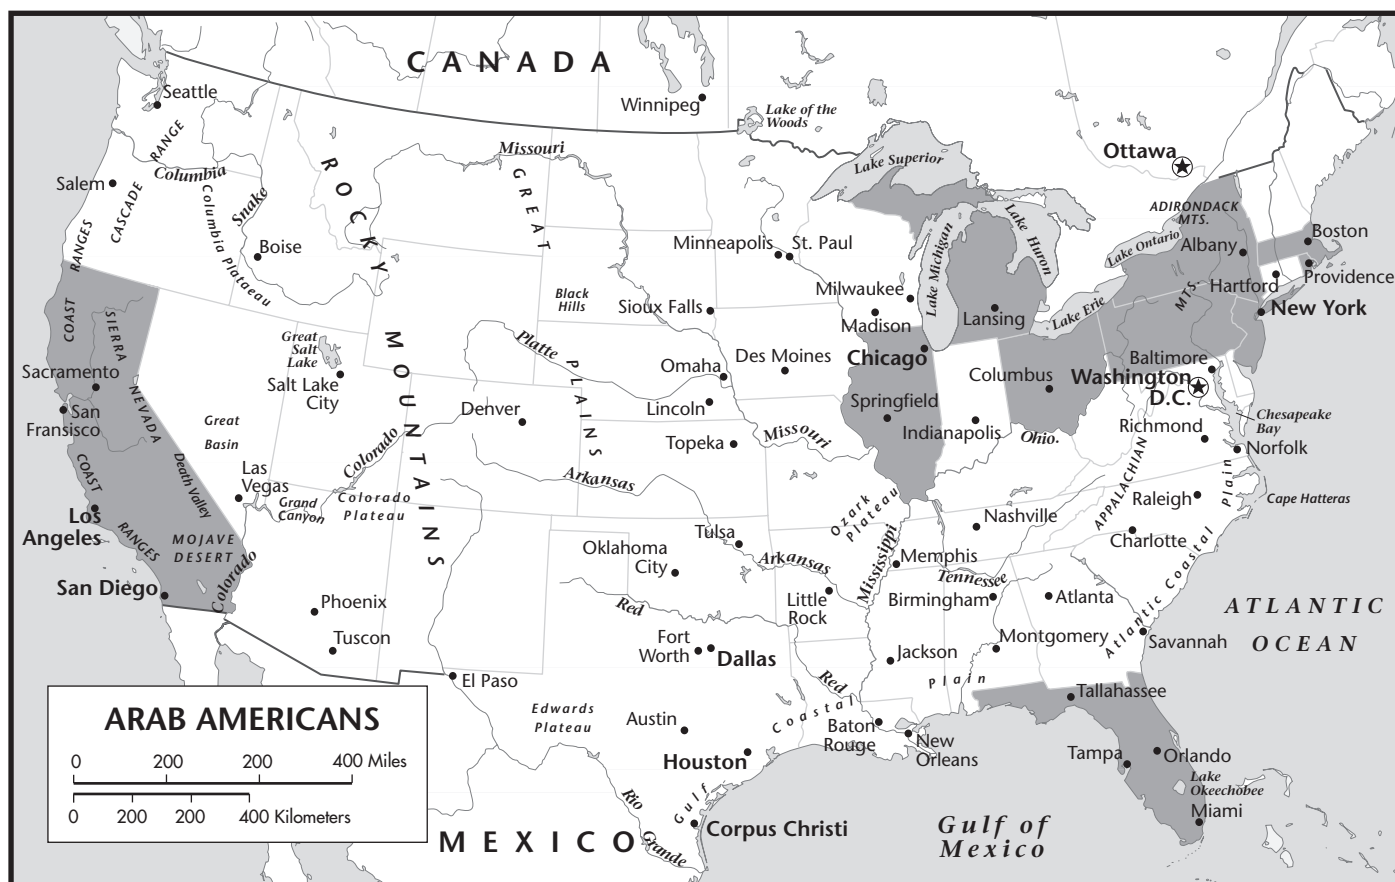 CANADA
Seattle
Winnipeg
Lake of the
Woods
RANGE
Missouri
Lake Superior
Ottawa
Columbia
Salem
CASCADE
Columbia Plataeu
Snake
ROCKY
GREAT
ADIRONDACK
MTS.
RANGES
Boise
Minneapolis
St. Paul
Lake Michigan
Lake Huron
Lake Ontario
Albany
Boston
Providence
Hartford
COAST
SIERRA
Black
Hills
Sioux Falls
Milwaukee
Madison
Lansing
Lake Erie
MTS.
New York
Great
Salt
Lake
MOUNTAINS
Platte
PLAINS
Omaha
Des Moines
Chicago
Columbus
Baltimore
Washington
D.C.
Sacramento
Salt Lake
City
San
Fransisco
NEVADA
Great
Basin
Denver
Lincoln
Springfield
Indianapolis
Ohio.
Richmond
Chesapeake
Bay
Norfolk
Topeka
Missouri
Colorado
COAST
Death Valley
Las
Vegas
Grand
Canyon
Colorado
Plateau
Arkansas
Ozark
Plateau
APPALACHIAN
Raleigh
Plain
Cape Hatteras
Los
Angeles
RANGES
MOJAVE
DESERT
Nashville
Charlotte
Tulsa
Oklahoma
City
Arkansas
Mississippi
Memphis
Tennessee
San Diego
Colorado
Phoenix
Tuscon
Red
Little
Rock
Birmingham
Atlanta
Atlantic Coastal
ATLANTIC
OCEAN
Fort
Worth
Dallas
Jackson
Montgomery
Savannah
El Paso
Red
Plain
Tallahassee
Edwards
Plateau
Austin
Coastal
Baton
Rouge
New
Orleans
Houston
Tampa
Orlando
Lake
Okeechobee
Miami
Rio
Grande
Gulf
Corpus Christi
MEXICO
Gulf of
Mexico
ARAB AMERICANS
0 200 200 400 Miles
0 200 200 400 Kilometers